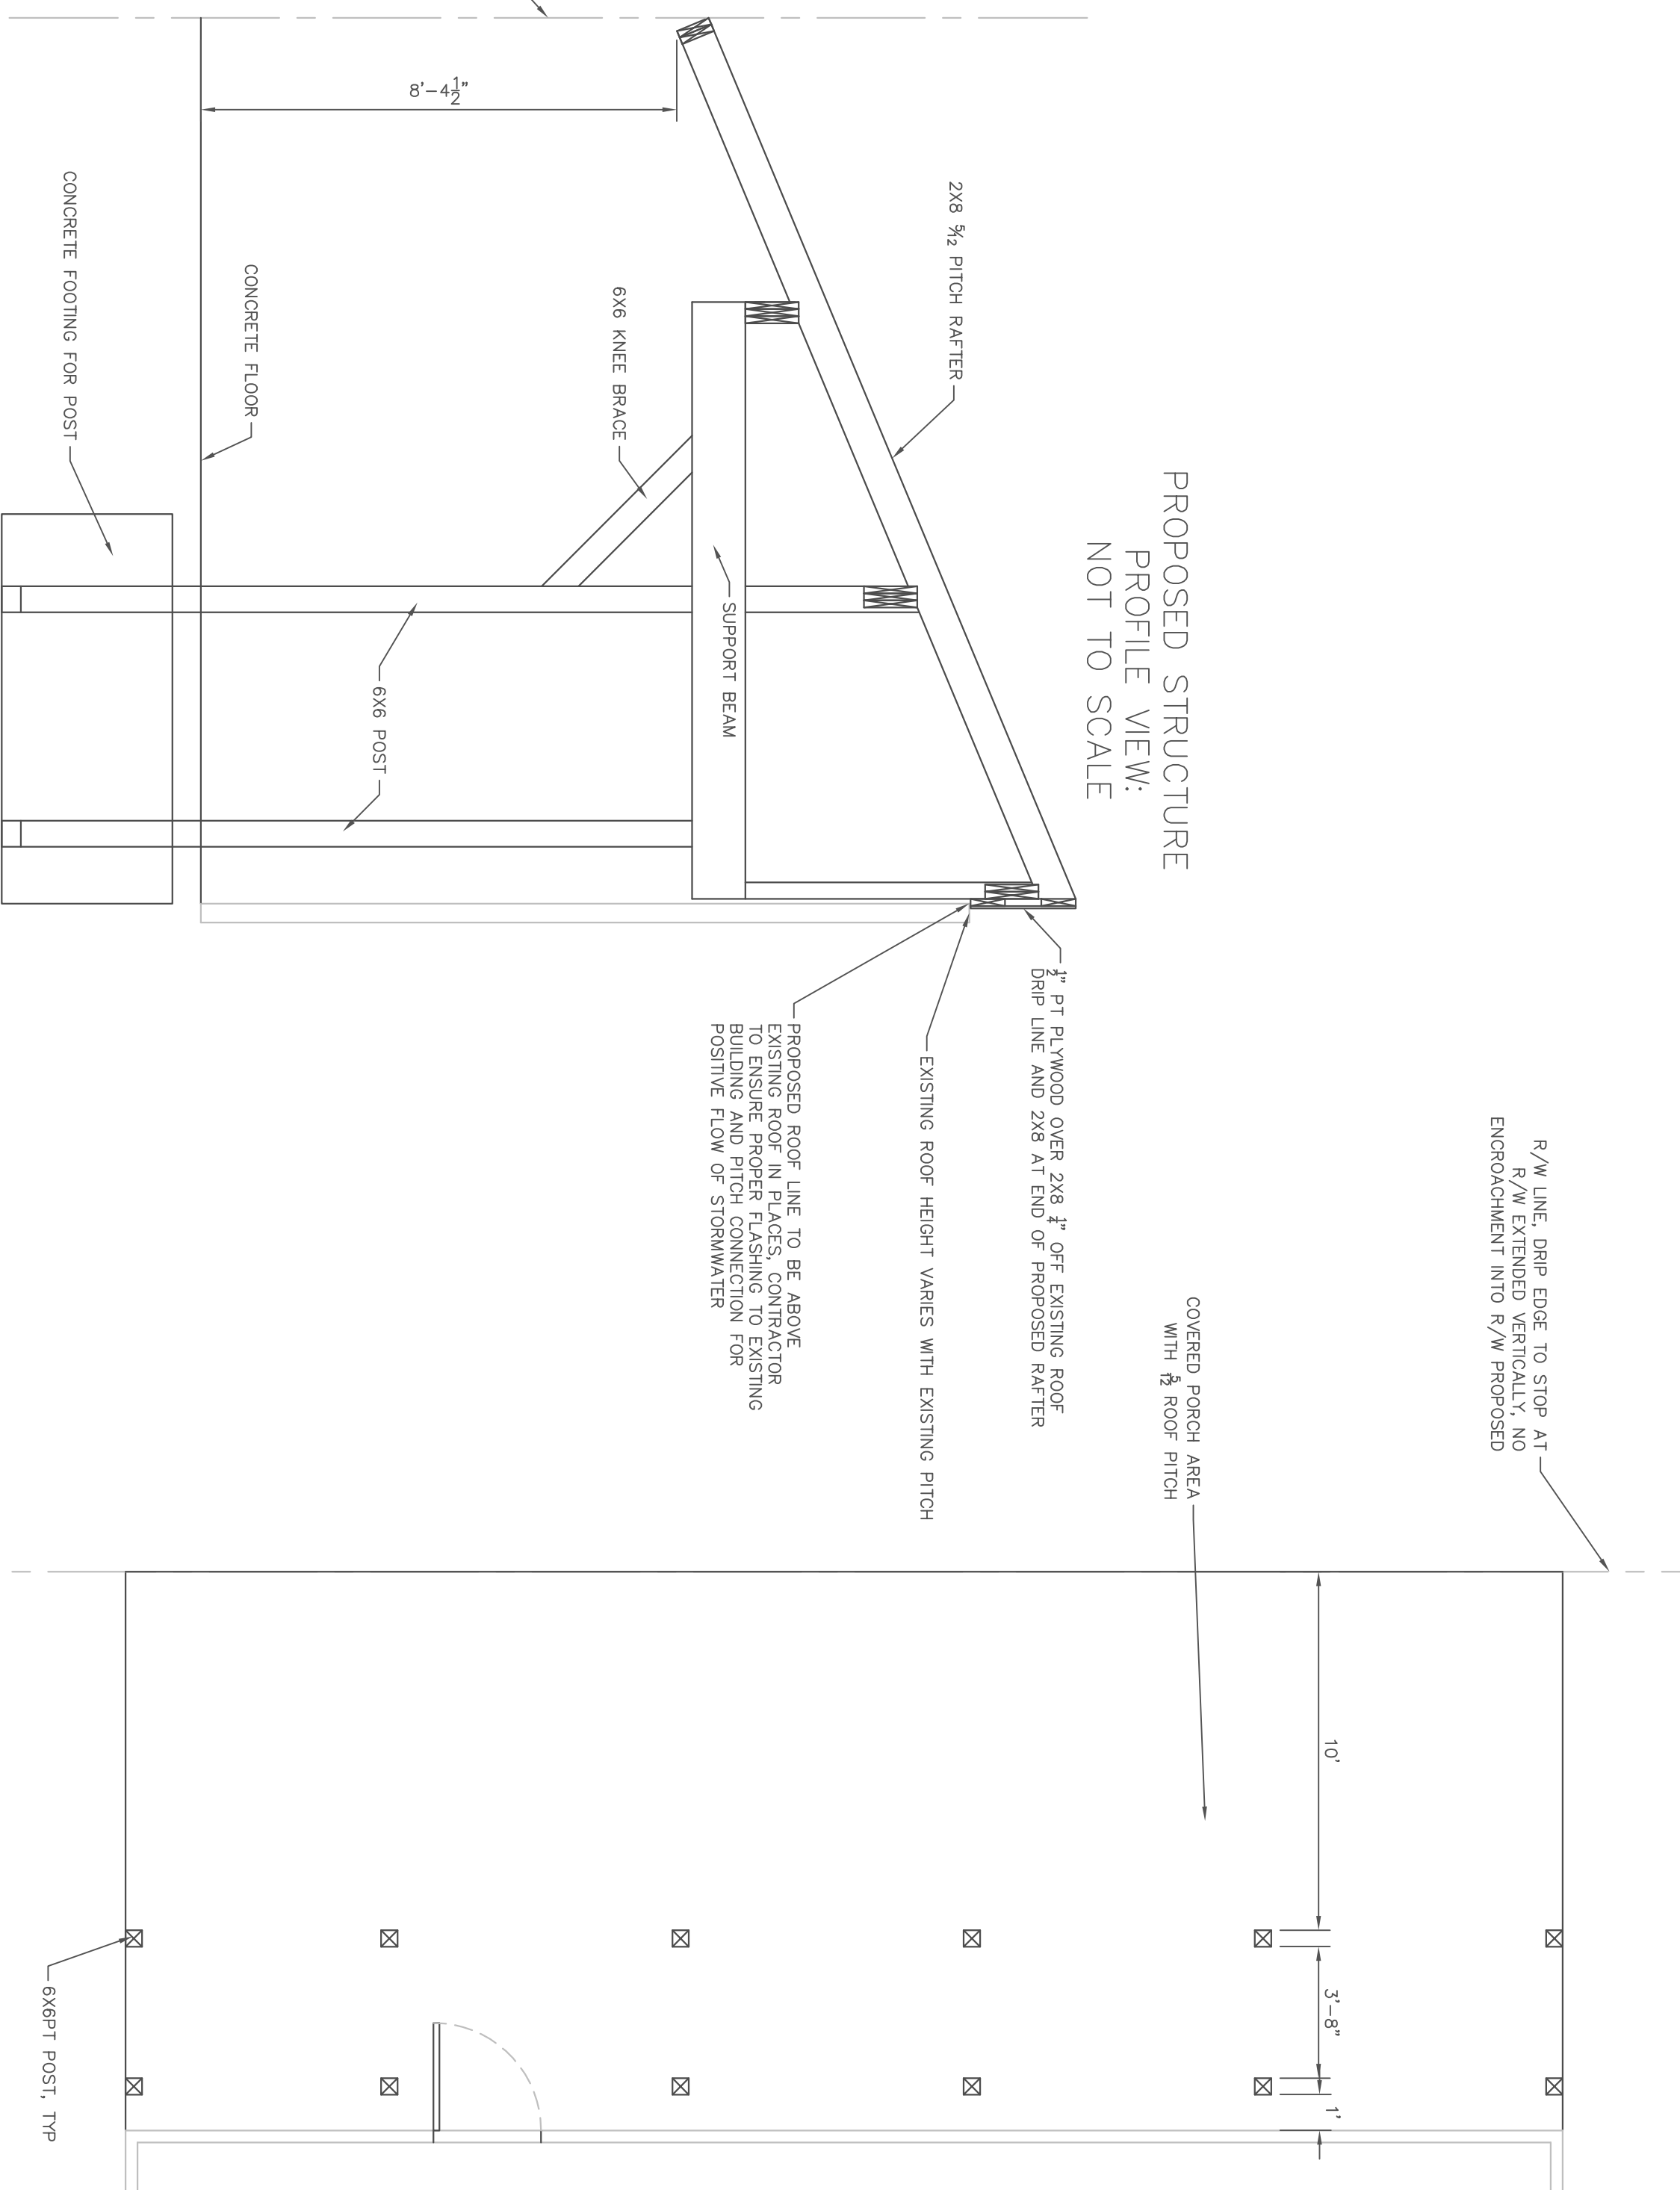 PROPOSED STRUCTURE
PROFILE VIEW:
NOT TO SCALE
2X8 5/12 PITCH RAFTER
8'-4 1/2"
6X6 KNEE BRACE
SUPPORT BEAM
CONCRETE FLOOR
6X6 POST
CONCRETE FOOTING FOR POST
1/2" PT PLYWOOD OVER 2X8 1/4" OFF EXISTING ROOF
DRIP LINE AND 2X8 AT END OF PROPOSED RAFTER
EXISTING ROOF HEIGHT VARIES WITH EXISTING PITCH
PROPOSED ROOF LINE TO BE ABOVE
EXISTING ROOF IN PLACES, CONTRACTOR
TO ENSURE PROPER FLASHING TO EXISTING
BUILDING AND PITCH CONNECTION FOR
POSITIVE FLOW OF STORMWATER
R/W LINE, DRIP EDGE TO STOP AT
R/W EXTENDED VERTICALLY, NO
ENCROACHMENT INTO R/W PROPOSED
COVERED PORCH AREA
WITH 5/12 ROOF PITCH
10'
3'-8"
1'
6X6PT POST, TYP